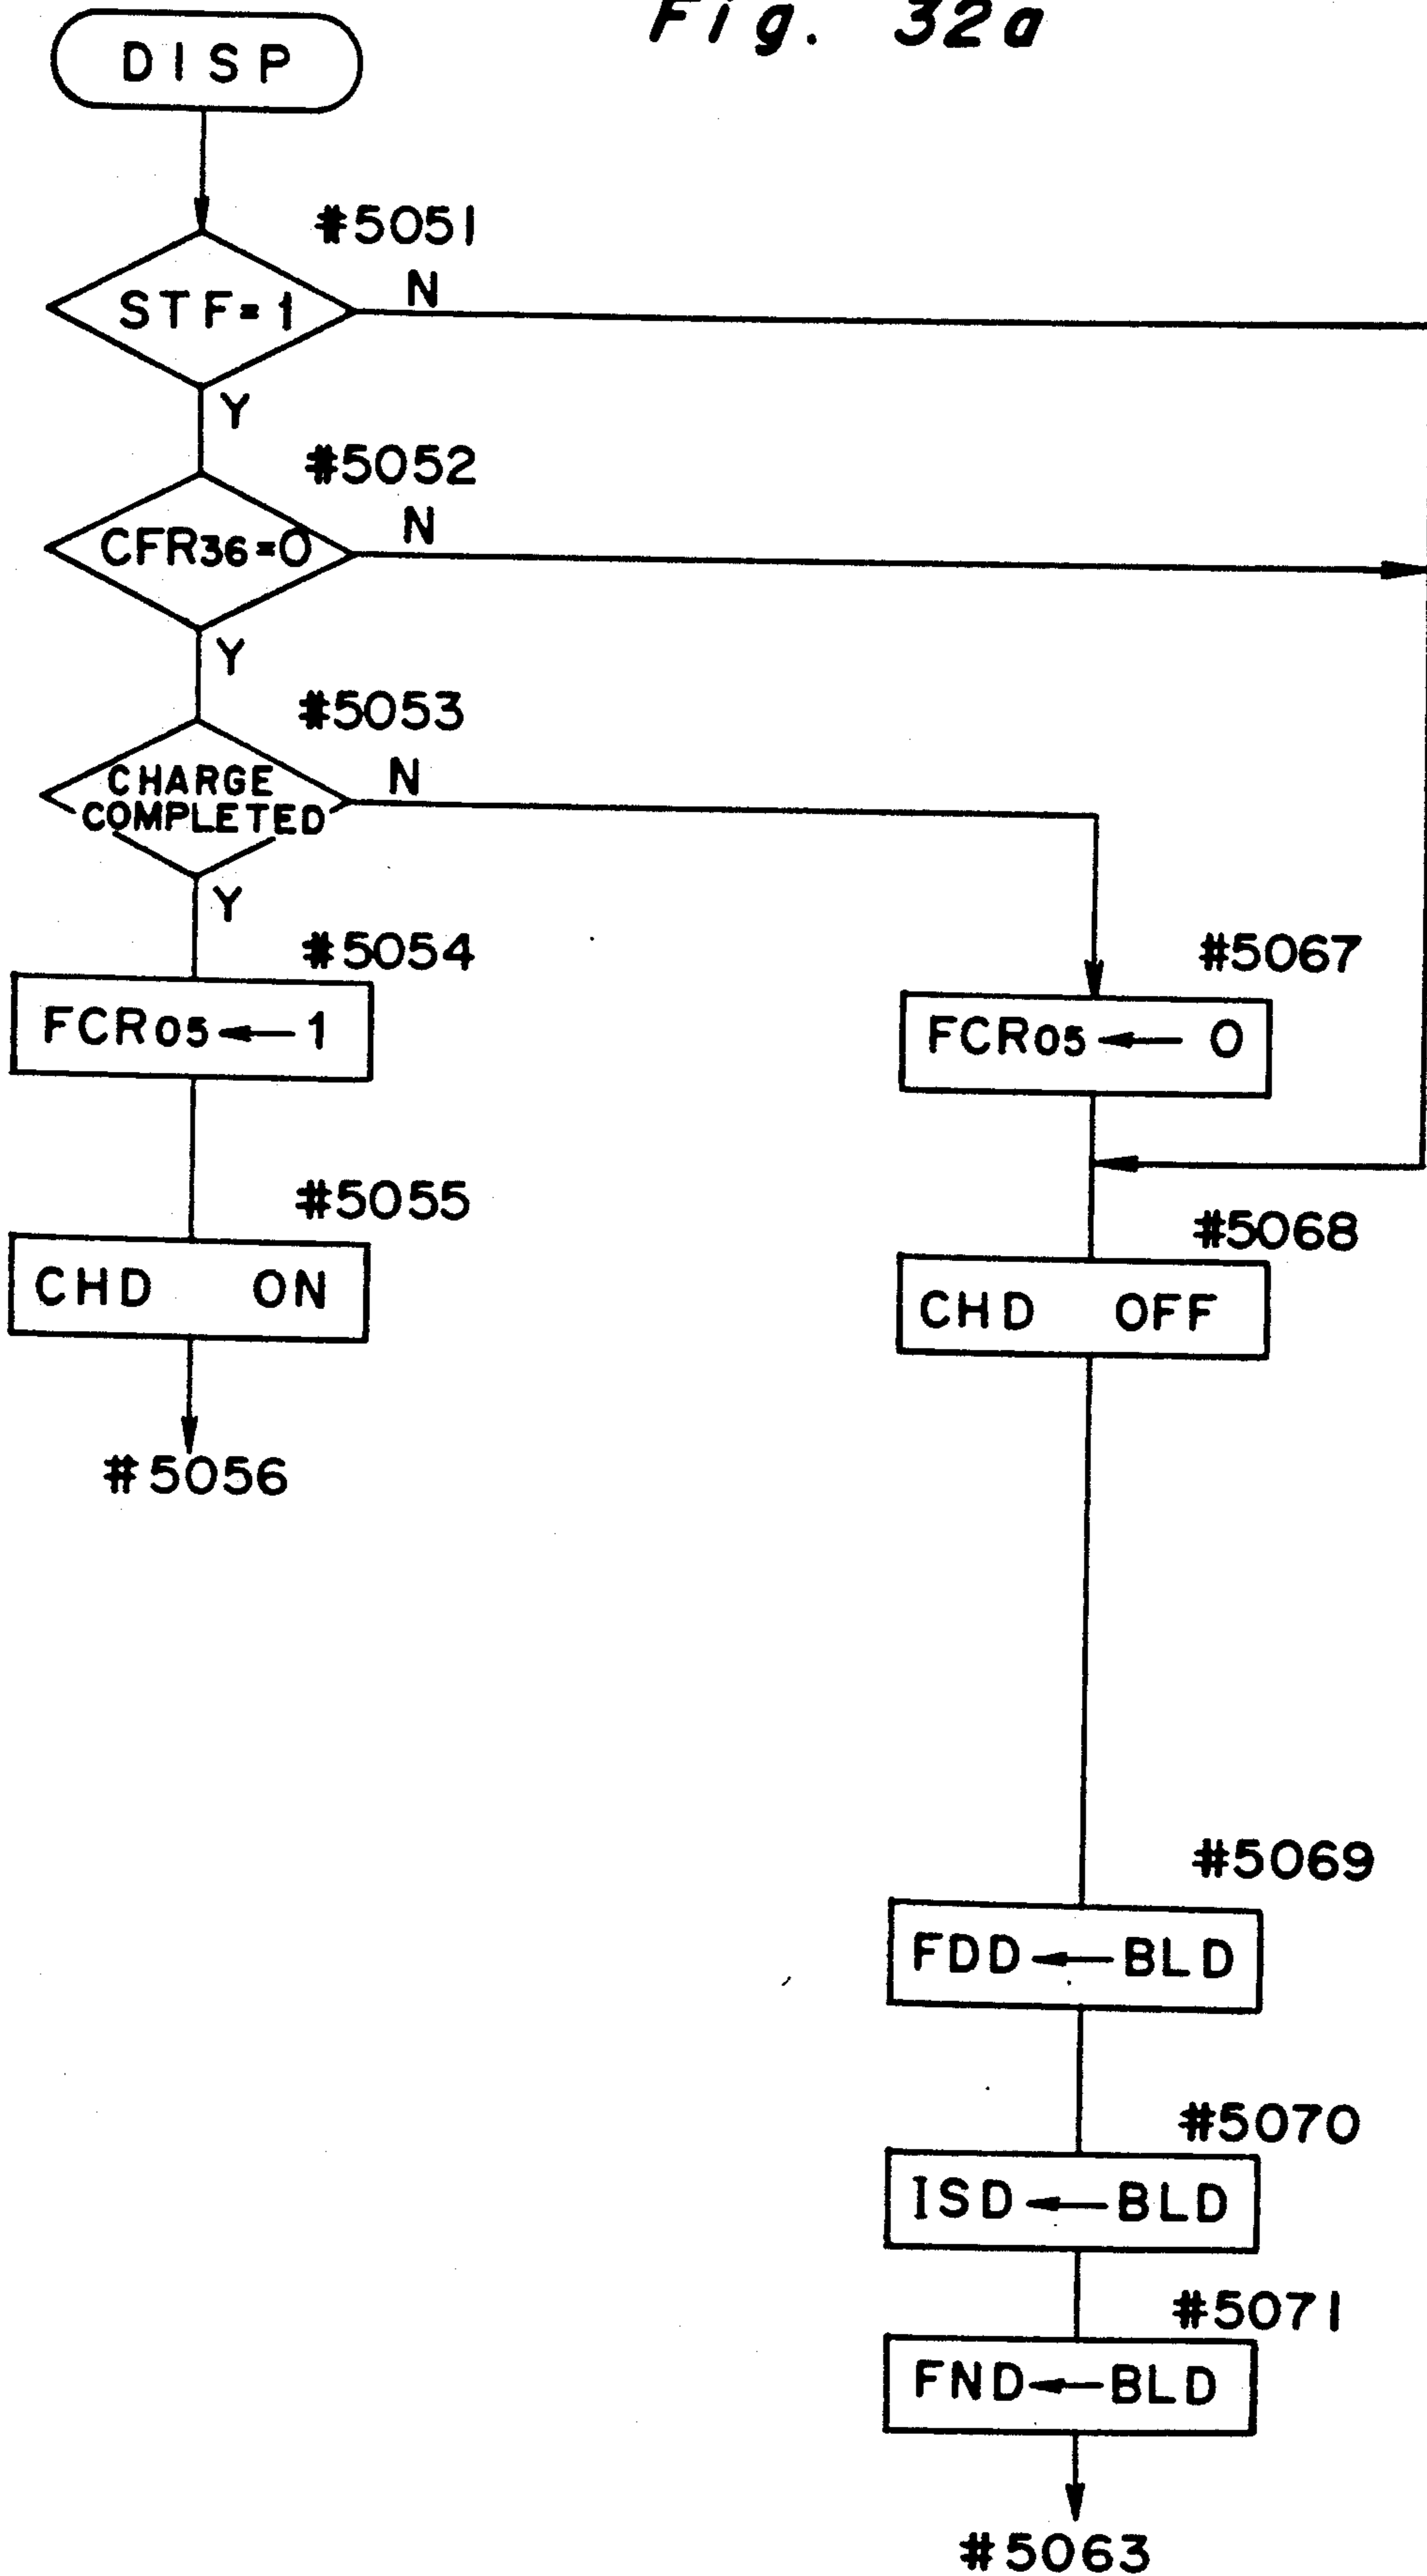 Fig. 32a
DISP
#5051
STF=1
N
Y
#5052
CFR36=0
N
Y
#5053
CHARGE
COMPLETED
N
Y
#5054
FCR05←1
#5055
CHD ON
#5056
#5067
FCR05← 0
#5068
CHD OFF
#5069
FDD←BLD
#5070
ISD←BLD
#5071
FND←BLD
#5063